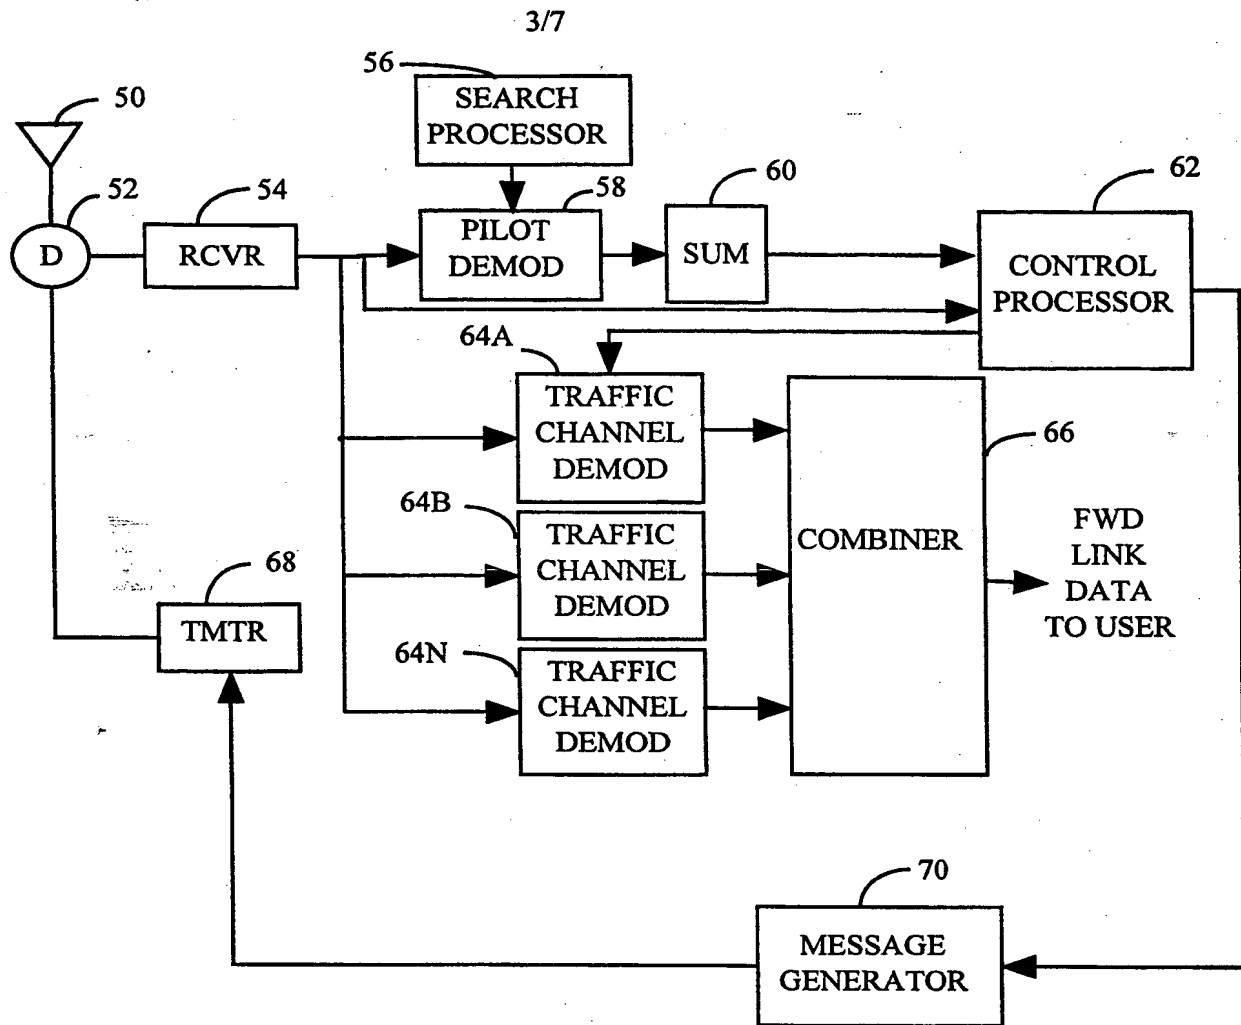 3/7
56
SEARCH
PROCESSOR
50
52
D
54
RCVR
58
PILOT
DEMOD
60
SUM
62
CONTROL
PROCESSOR
64A
TRAFFIC
CHANNEL
DEMOD
64B
TRAFFIC
CHANNEL
DEMOD
64N
TRAFFIC
CHANNEL
DEMOD
66
COMBINER
FWD
LINK
DATA
TO USER
68
TMTR
70
MESSAGE
GENERATOR